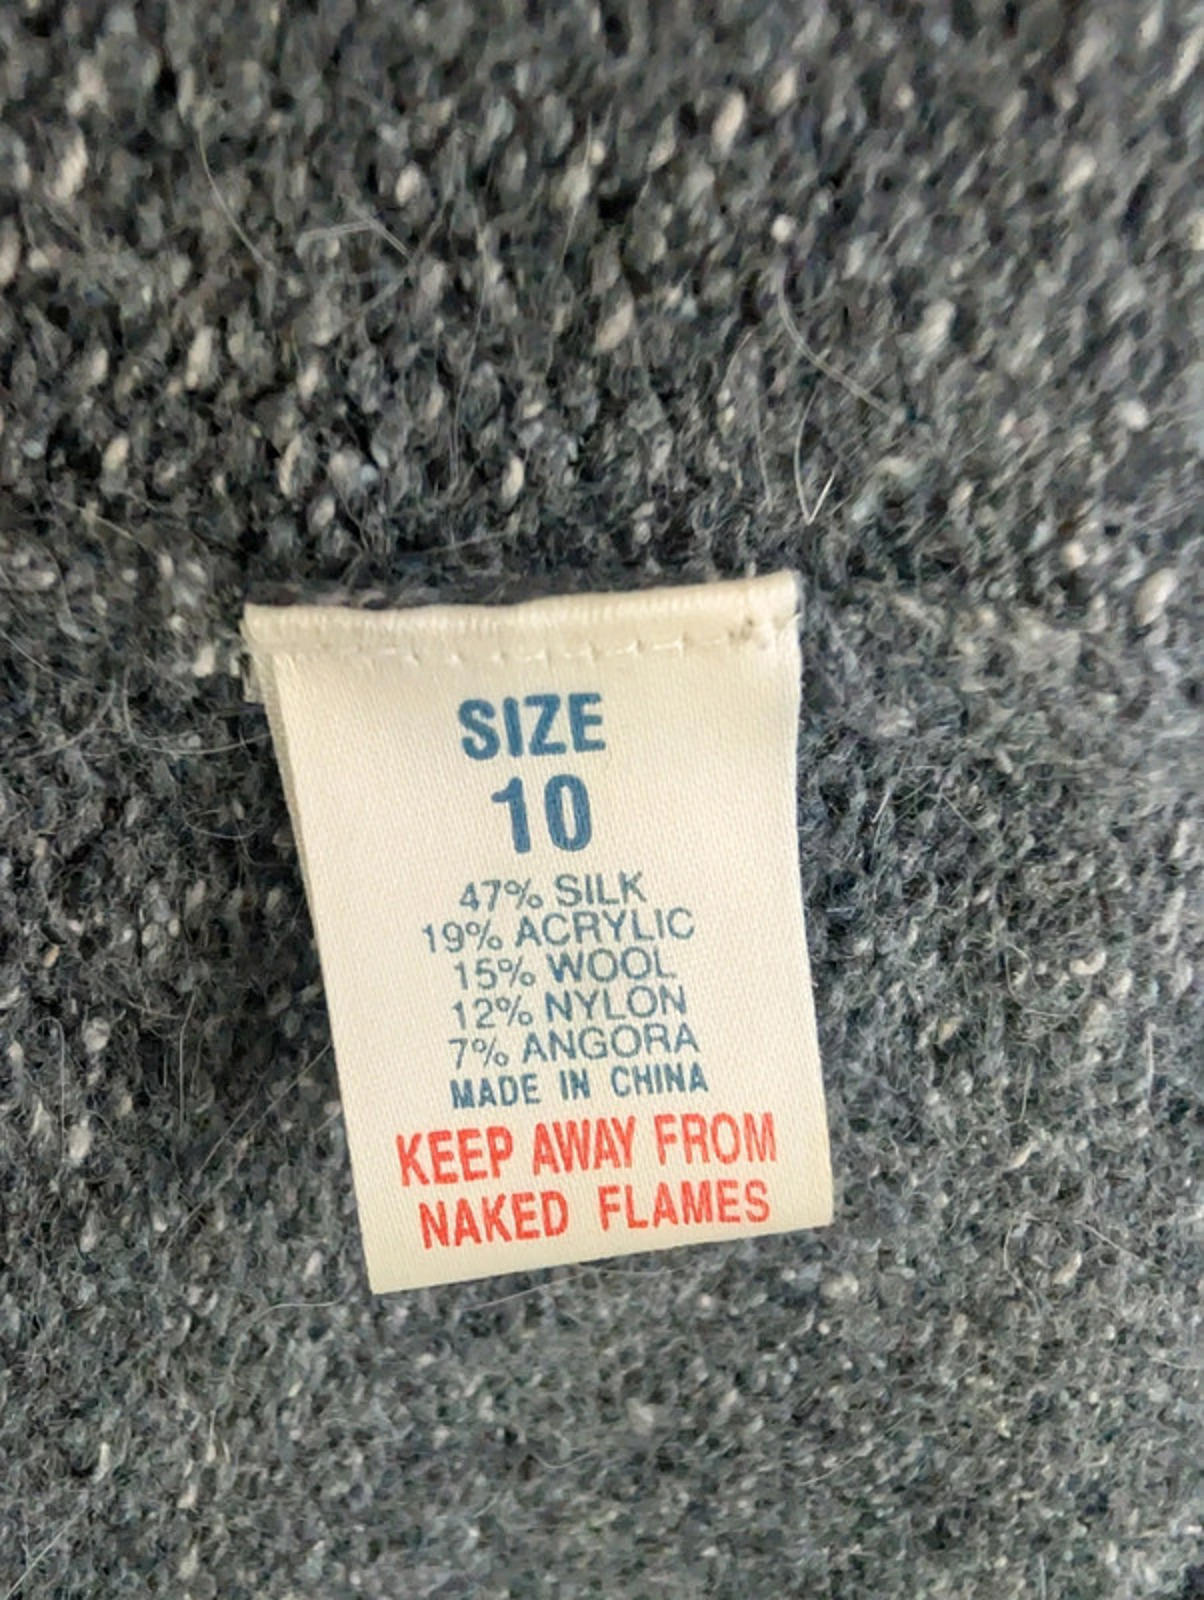 SIZE
10
47% SILK
19% ACRYLIC
15% WOOL
12% NYLON
7% ANGORA
MADE IN CHINA
KEEP AWAY FROM
NAKED FLAMES